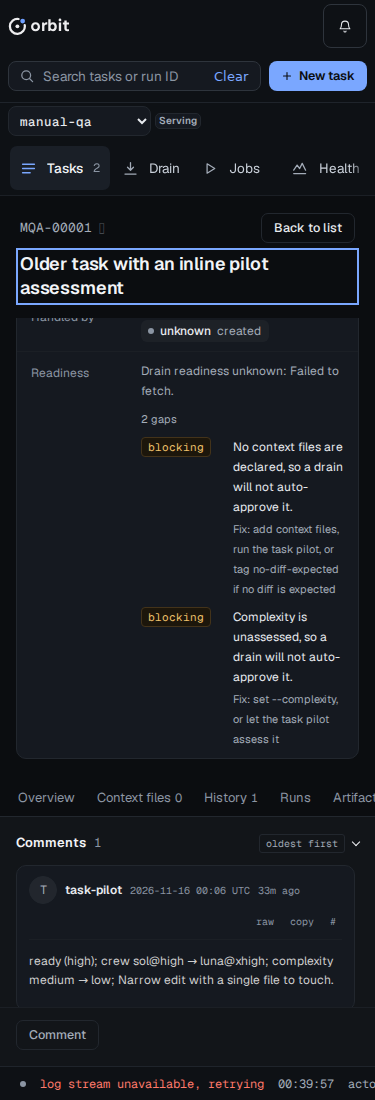 orbit
Search tasks or run ID Clear + New task
manual-qa Serving
Tasks 2 Drain Jobs Health
MQA-00001 Back to list
Older task with an inline pilot
assessment
Handled by
unknown created
Readiness Drain readiness unknown: Failed to
fetch.
2 gaps
blocking No context files are
declared, so a drain
will not auto-
approve it.
Fix: add context files,
run the task pilot, or
tag no-diff-expected
if no diff is expected
blocking Complexity is
unassessed, so a
drain will not auto-
approve it.
Fix: set --complexity,
or let the task pilot
assess it
Overview Context files 0 History 1 Runs Artifact
Comments 1 oldest first
T task-pilot 2026-11-16 00:06 UTC 33m ago
raw copy #
ready (high); crew sol@high → luna@xhigh; complexity
medium → low; Narrow edit with a single file to touch.
Comment
log stream unavailable, retrying 00:39:57 acto